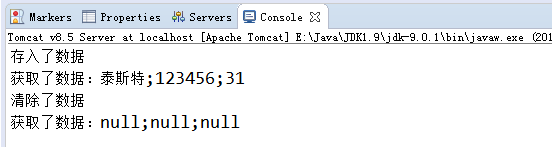 Markers Properties Servers Console
Tomcat v8.5 Server at localhost [Apache Tomcat] E:\Java\JDK1.9\jdk-9.0.1\bin\javaw.exe (201
存入了数据
获取了数据：泰斯特;123456;31
清除了数据
获取了数据：null;null;null